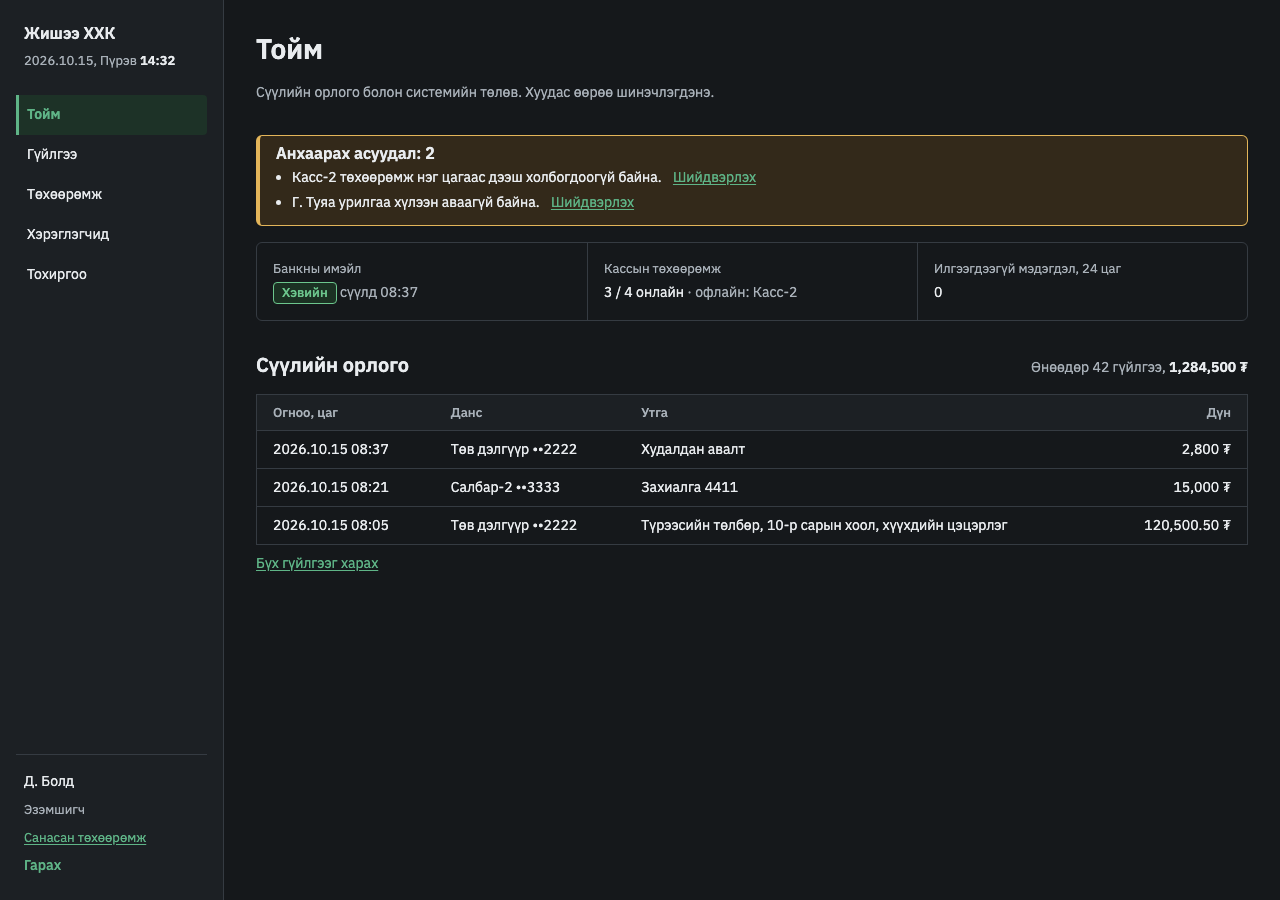 Жишээ ХХК
2026.10.15, Пүрэв 14:32
Тойм
Гүйлгээ
Төхөөрөмж
Хэрэглэгчид
Тохиргоо
Д. Болд
Эзэмшигч
Санасан төхөөрөмж
Гарах
Тойм
Сүүлийн орлого болон системийн төлөв. Хуудас өөрөө шинэчлэгдэнэ.
Анхаарах асуудал: 2
• Касс-2 төхөөрөмж нэг цагаас дээш холбогдоогүй байна. Шийдвэрлэх
• Г. Туяа урилгаа хүлээн аваагүй байна. Шийдвэрлэх
Банкны имэйл
Хэвийн сүүлд 08:37
Кассын төхөөрөмж
3 / 4 онлайн · офлайн: Касс-2
Илгээгдээгүй мэдэгдэл, 24 цаг
0
Сүүлийн орлого
Өнөөдөр 42 гүйлгээ, 1,284,500 ₮
Огноо, цаг Данс Утга Дүн
2026.10.15 08:37 Төв дэлгүүр ••2222 Худалдан авалт 2,800 ₮
2026.10.15 08:21 Салбар-2 ••3333 Захиалга 4411 15,000 ₮
2026.10.15 08:05 Төв дэлгүүр ••2222 Түрээсийн төлбөр, 10-р сарын хоол, хүүхдийн цэцэрлэг 120,500.50 ₮
Бүх гүйлгээг харах